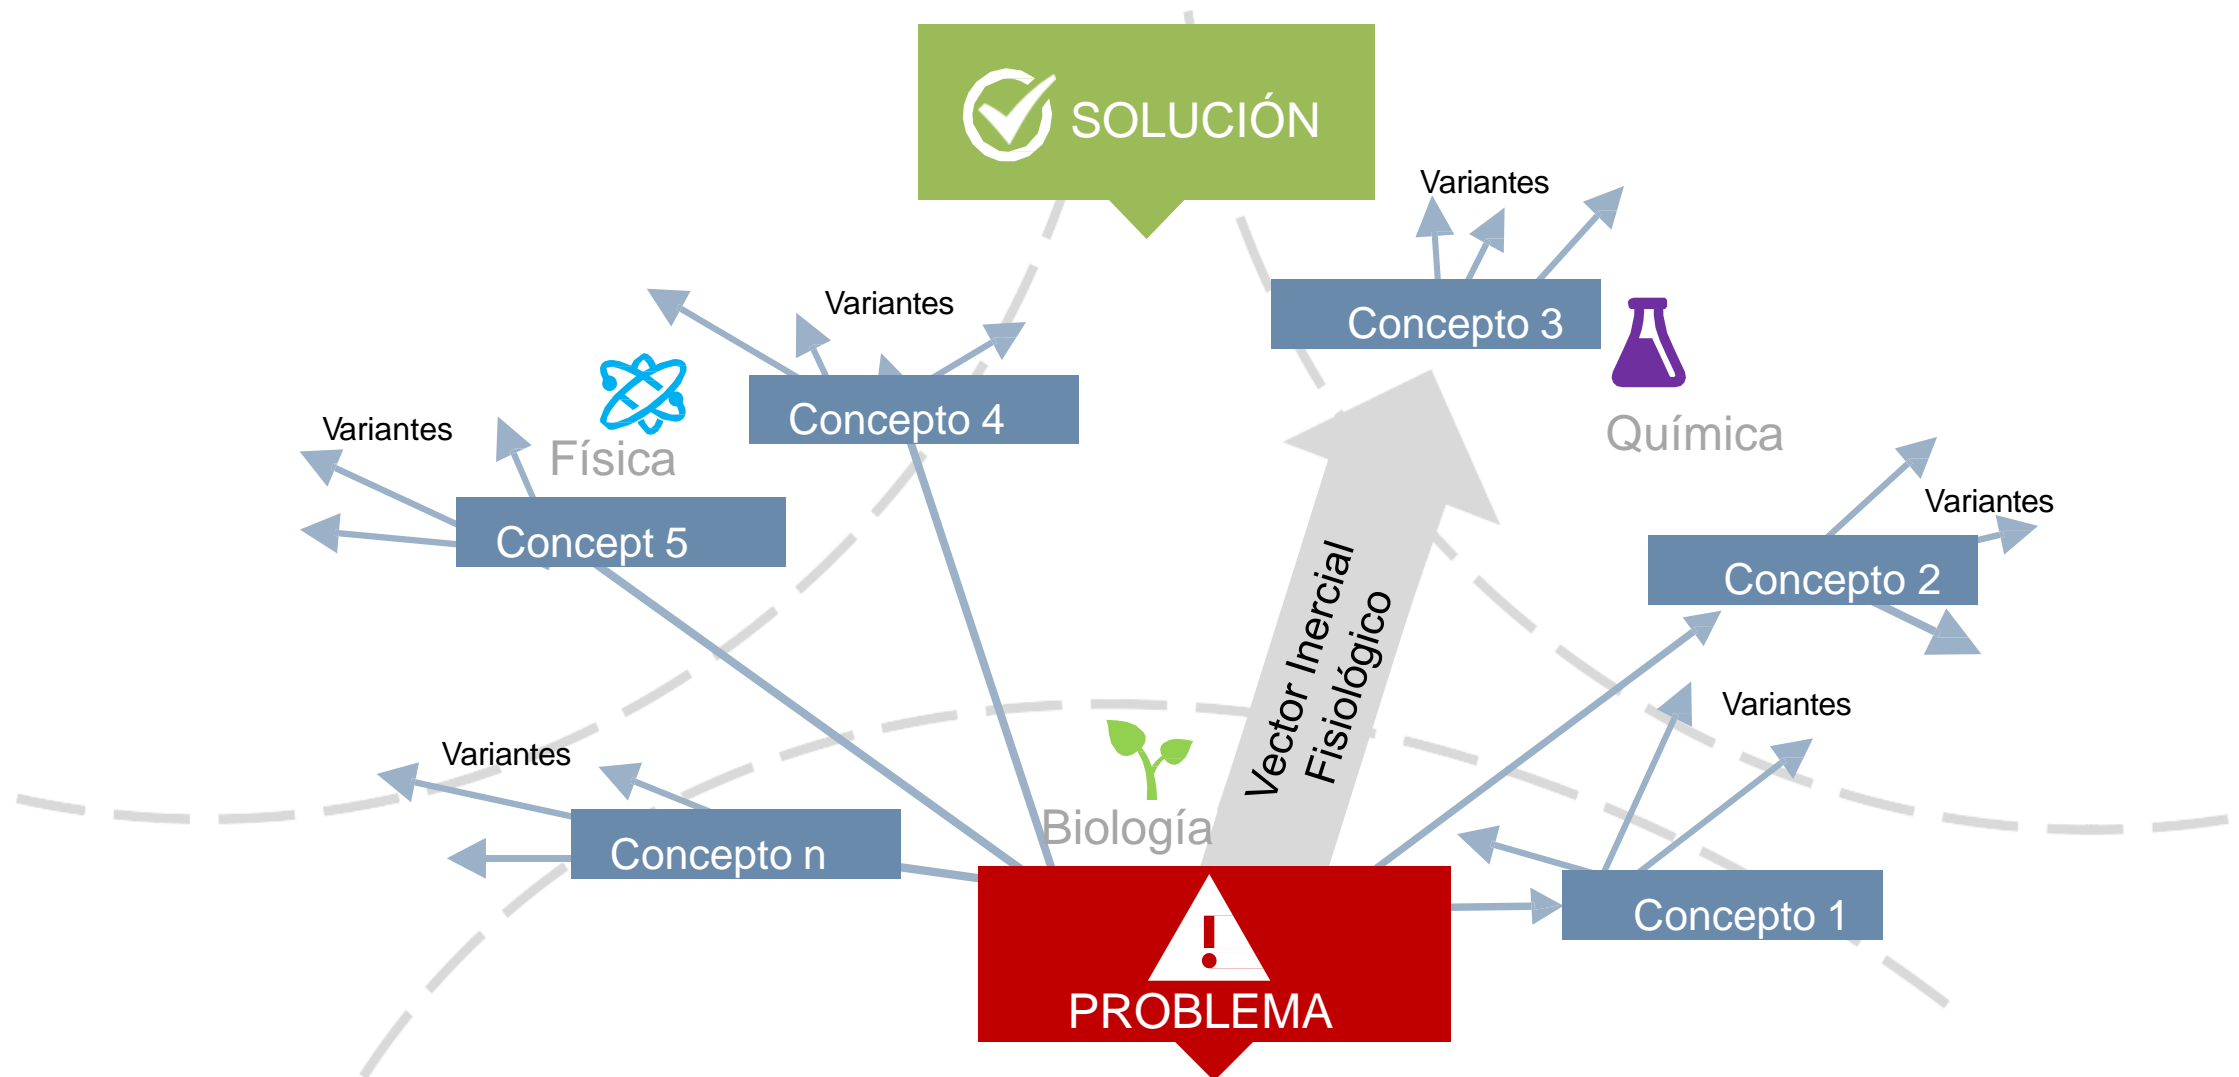 SOLUCIÓN
Variantes
Concepto 3
Variantes
Concepto 4
Química
Variantes
Física
Concept 5
Variantes
Concepto 2
Vector Inercial
Fisiológico
Variantes
Variantes
Biología
Concepto n
Concepto 1
PROBLEMA